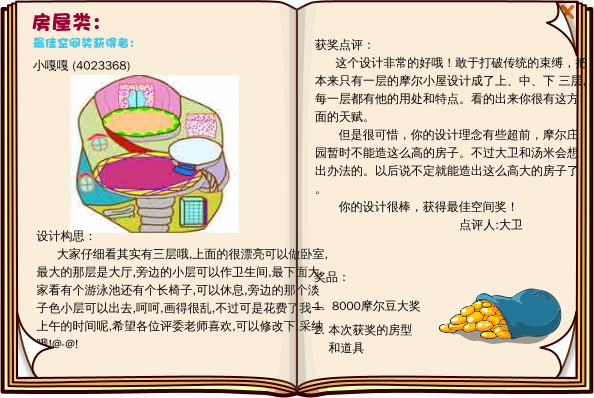 房屋类：
最佳空间奖获得者：
小嘎嘎 (4023368)
设计构思：
大家仔细看其实有三层哦,上面的很漂亮可以做卧室,
最大的那层是大厅,旁边的小层可以作卫生间,最下面大
家看有个游泳池还有个长椅子,可以休息,旁边的那个淡
子色小层可以出去,呵呵,画得很乱,不过可是花费了我一
上午的时间呢,希望各位评委老师喜欢,可以修改下,采纳
哦!@-@!
获奖点评：
这个设计非常的好哦！敢于打破传统的束缚，把
本来只有一层的摩尔小屋设计成了上、中、下 三层,
每一层都有他的用处和特点。看的出来你很有这方
面的天赋。
但是很可惜，你的设计理念有些超前，摩尔庄
园暂时不能造这么高的房子。不过大卫和汤米会想
出办法的。以后说不定就能造出这么高大的房子了
。
你的设计很棒，获得最佳空间奖！
点评人:大卫
奖品：
1、8000摩尔豆大奖
2. 本次获奖的房型
和道具